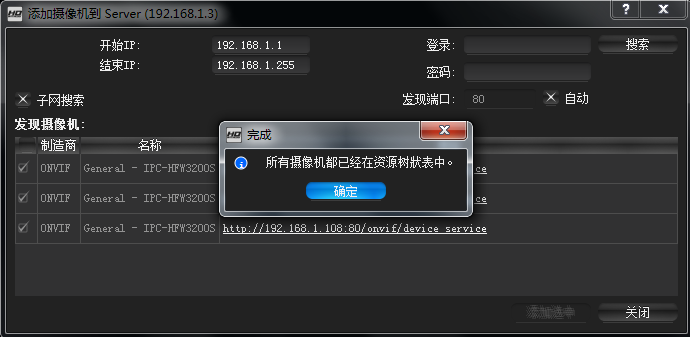 HD 添加摄像机到 Server (192.168.1.3)
开始IP: 192.168.1.1 登录: 搜索
结束IP: 192.168.1.255 密码:
子网搜索 发现端口: 80 自动
发现摄像机:
制造商 名称
ONVIF General - IPC-HFW3200S
ONVIF General - IPC-HFW3200S
ONVIF General - IPC-HFW3200S http://192.168.1.108:80/onvif/device_service
HD 完成
所有摄像机都已经在资源树狀表中。
确定
添加选中 关闭